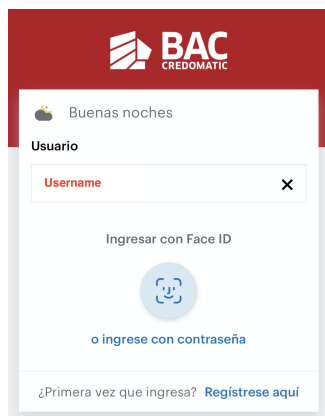 BAC
CREDOMATIC
Buenas noches
Usuario
Username
Ingresar con Face ID
o ingrese con contraseña
¿Primera vez que ingresa? Regístrese aquí